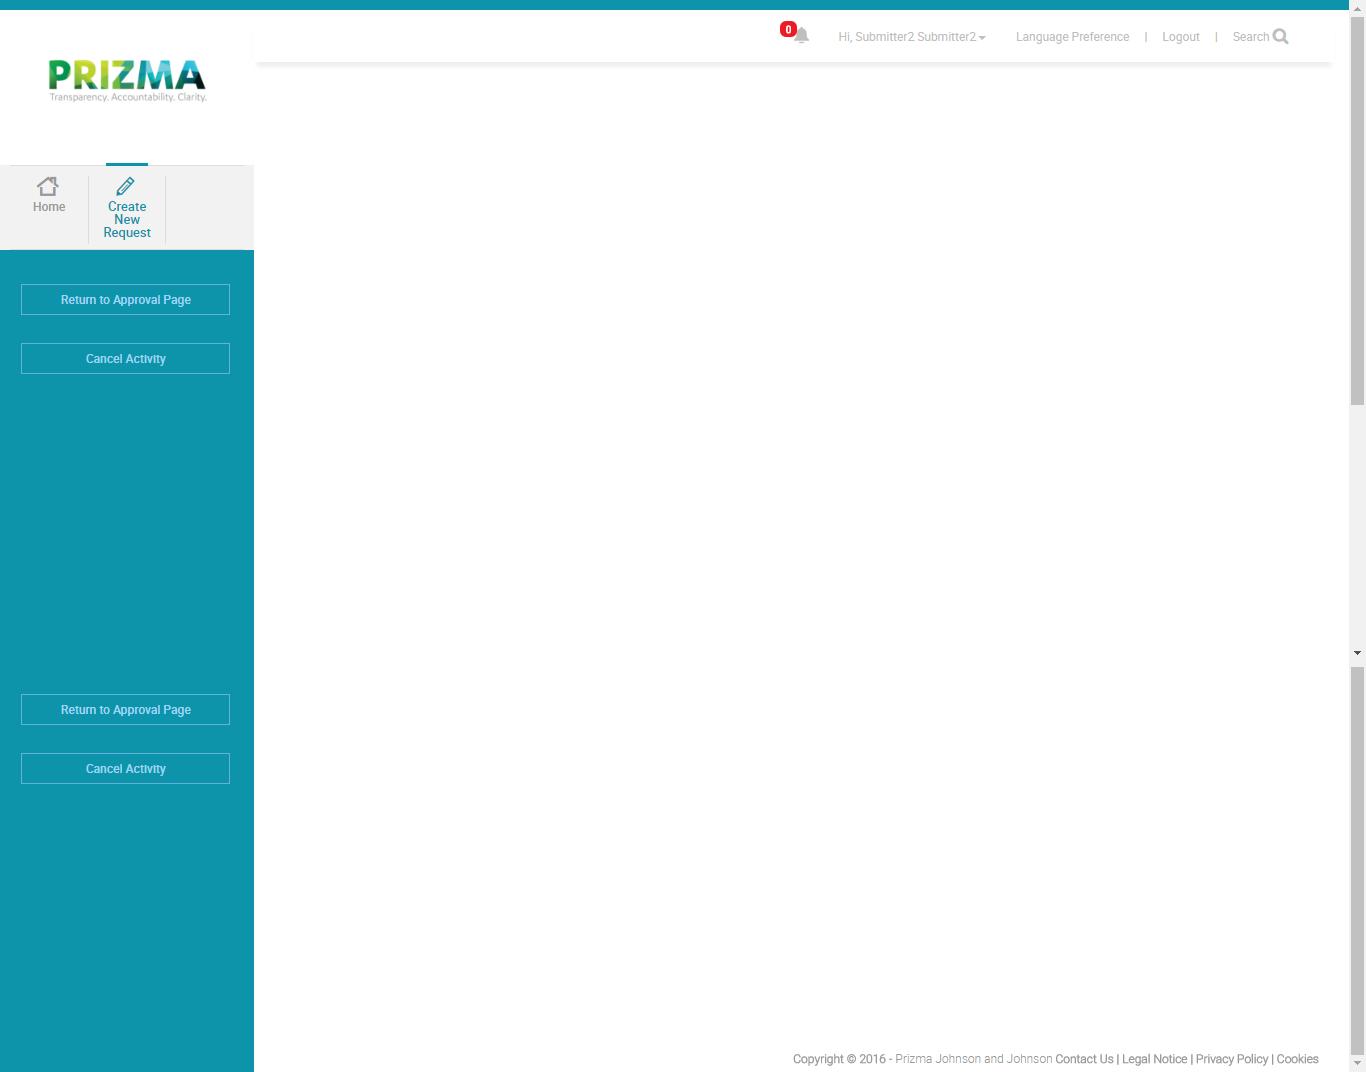 0
Hi, Submitter2 Submitter2
Language Preference | Logout | Search
PRIZMA
Transparency. Accountability. Clarity.
Home
Create
New
Request
Return to Approval Page
Cancel Activity
Return to Approval Page
Cancel Activity
Copyright © 2016 - Prizma Johnson and Johnson Contact Us | Legal Notice | Privacy Policy | Cookies